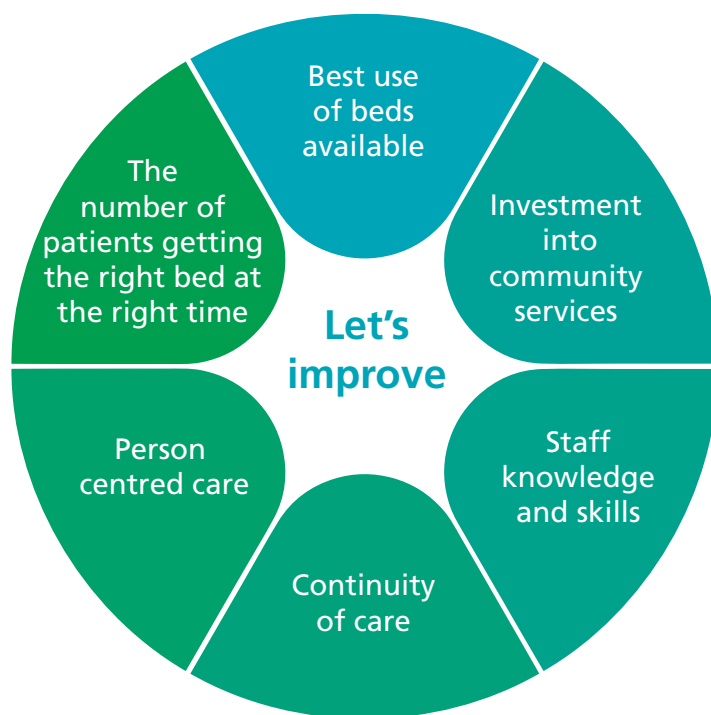 Best use
of beds
available
Investment
into
community
services
Staff
knowledge
and skills
Continuity
of care
Person
centred care
The
number of
patients getting
the right bed at
the right time
Let's
improve